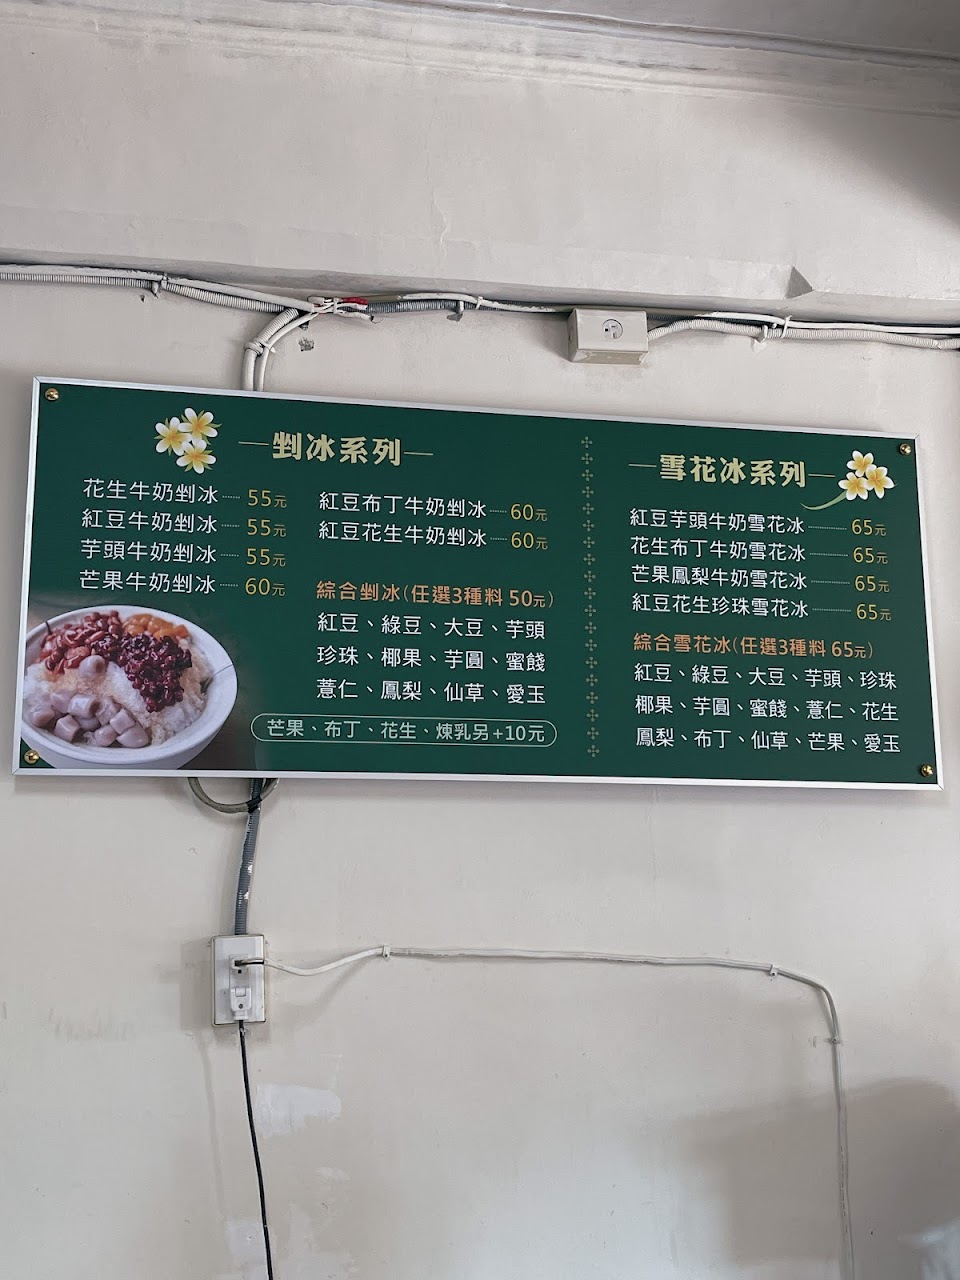 剉冰系列
花生牛奶剉冰 55元
紅豆牛奶剉冰 55元
芋頭牛奶剉冰 55元
芒果牛奶剉冰 60元
紅豆布丁牛奶剉冰 60元
紅豆花生牛奶剉冰 60元
綜合剉冰(任選3種料 50元)
紅豆、綠豆、大豆、芋頭
珍珠、椰果、芋圓、蜜餞
薏仁、鳳梨、仙草、愛玉
芒果、布丁、花生、煉乳另+10元
雪花冰系列
紅豆芋頭牛奶雪花冰 65元
花生布丁牛奶雪花冰 65元
芒果鳳梨牛奶雪花冰 65元
紅豆花生珍珠雪花冰 65元
綜合雪花冰(任選3種料 65元)
紅豆、綠豆、大豆、芋頭、珍珠
椰果、芋圓、蜜餞、薏仁、花生
鳳梨、布丁、仙草、芒果、愛玉